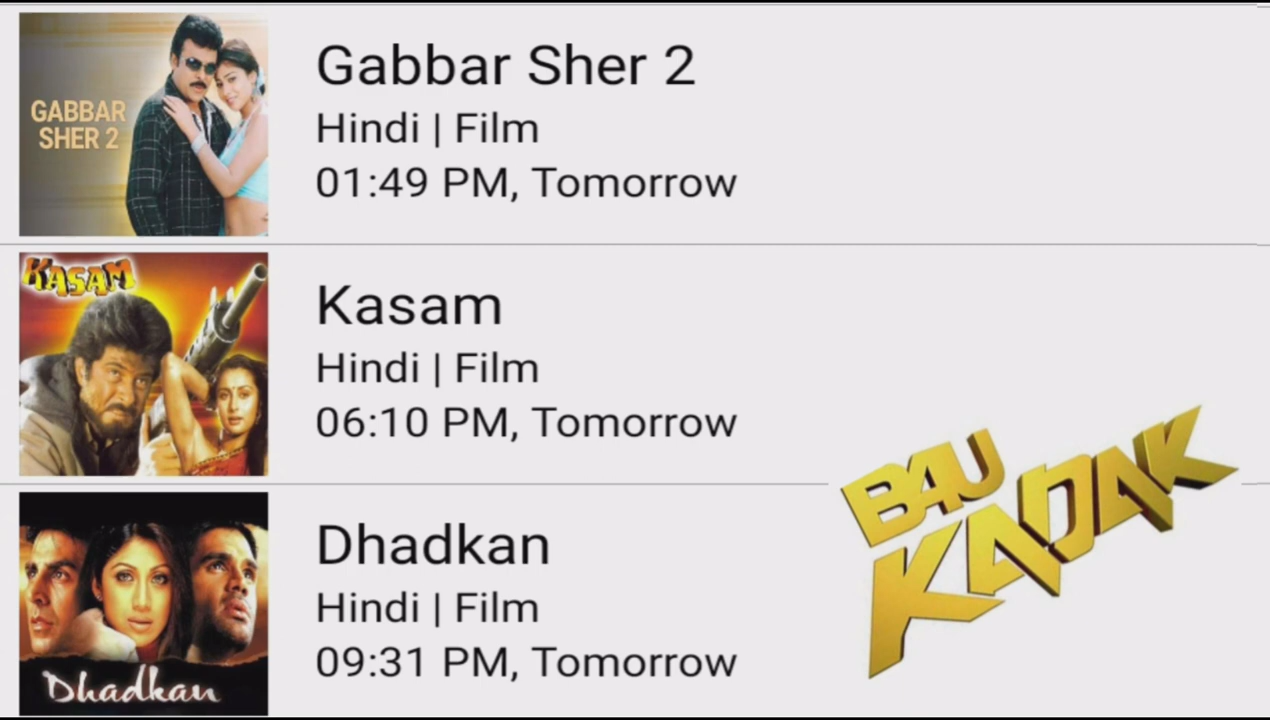 GABBAR
SHER 2
Gabbar Sher 2
Hindi | Film
01:49 PM, Tomorrow
KASAM
Kasam
Hindi | Film
06:10 PM, Tomorrow
Dhadkan
Dhadkan
Hindi | Film
09:31 PM, Tomorrow
B4U
KADAK